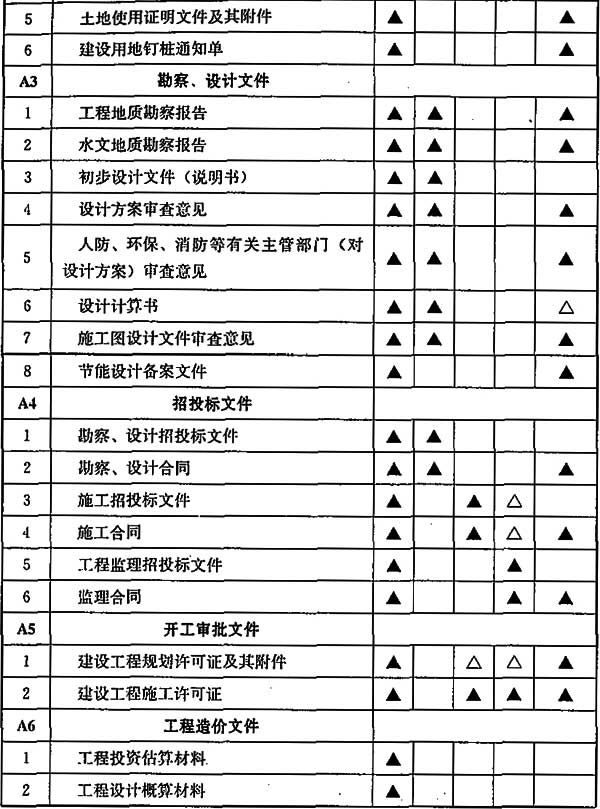 5 土地使用证明文件及其附件 ▲ ▲
6 建设用地钉桩通知单 ▲ ▲
A3 勘察、设计文件
1 工程地质勘察报告 ▲ ▲ ▲
2 水文地质勘察报告 ▲ ▲ ▲
3 初步设计文件（说明书） ▲ ▲
4 设计方案审查意见 ▲ ▲ ▲
5 人防、环保、消防等有关主管部门（对
设计方案）审查意见 ▲ ▲ ▲
6 设计计算书 ▲ ▲ △
7 施工图设计文件审查意见 ▲ ▲ ▲
8 节能设计备案文件 ▲ ▲
A4 招投标文件
1 勘察、设计招投标文件 ▲ ▲
2 勘察、设计合同 ▲ ▲ ▲
3 施工招投标文件 ▲ ▲ △
4 施工合同 ▲ ▲ △ ▲
5 工程监理招投标文件 ▲ ▲
6 监理合同 ▲ ▲ ▲
A5 开工审批文件
1 建设工程规划许可证及其附件 ▲ △ △ ▲
2 建设工程施工许可证 ▲ ▲ ▲ ▲
A6 工程造价文件
1 工程投资估算材料 ▲
2 工程设计概算材料 ▲